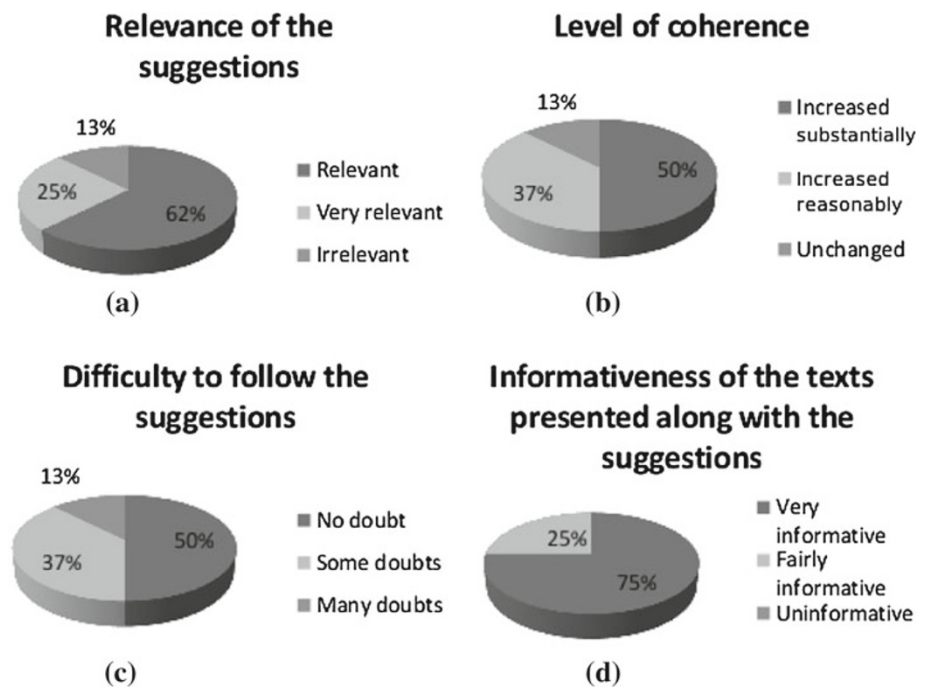 Relevance of the
suggestions
13%
25%
62%
Relevant
Very relevant
Irrelevant
(a)
Level of coherence
13%
37%
50%
Increased
substantially
Increased
reasonably
Unchanged
(b)
Difficulty to follow the
suggestions
13%
37%
50%
No doubt
Some doubts
Many doubts
(c)
Informativeness of the texts
presented along with the
suggestions
25%
75%
Very
informative
Fairly
informative
Uninformative
(d)